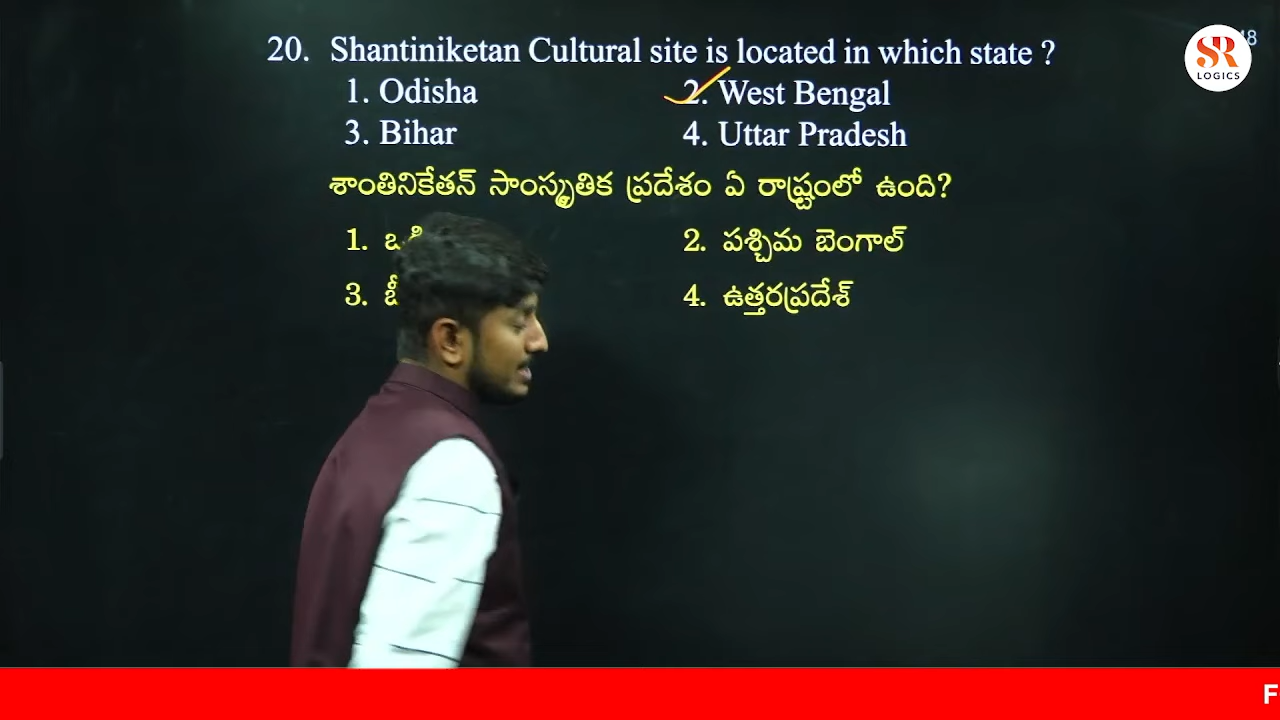 20. Shantiniketan Cultural site is located in which state ?
1. Odisha 2. West Bengal
3. Bihar 4. Uttar Pradesh
శాంతినికేతన్ సాంస్కృతిక ప్రదేశం ఏ రాష్ట్రంలో ఉంది?
1. 2. పశ్చిమ బెంగాల్
3. 4. ఉత్తరప్రదేశ్
SR
LOGICS
F